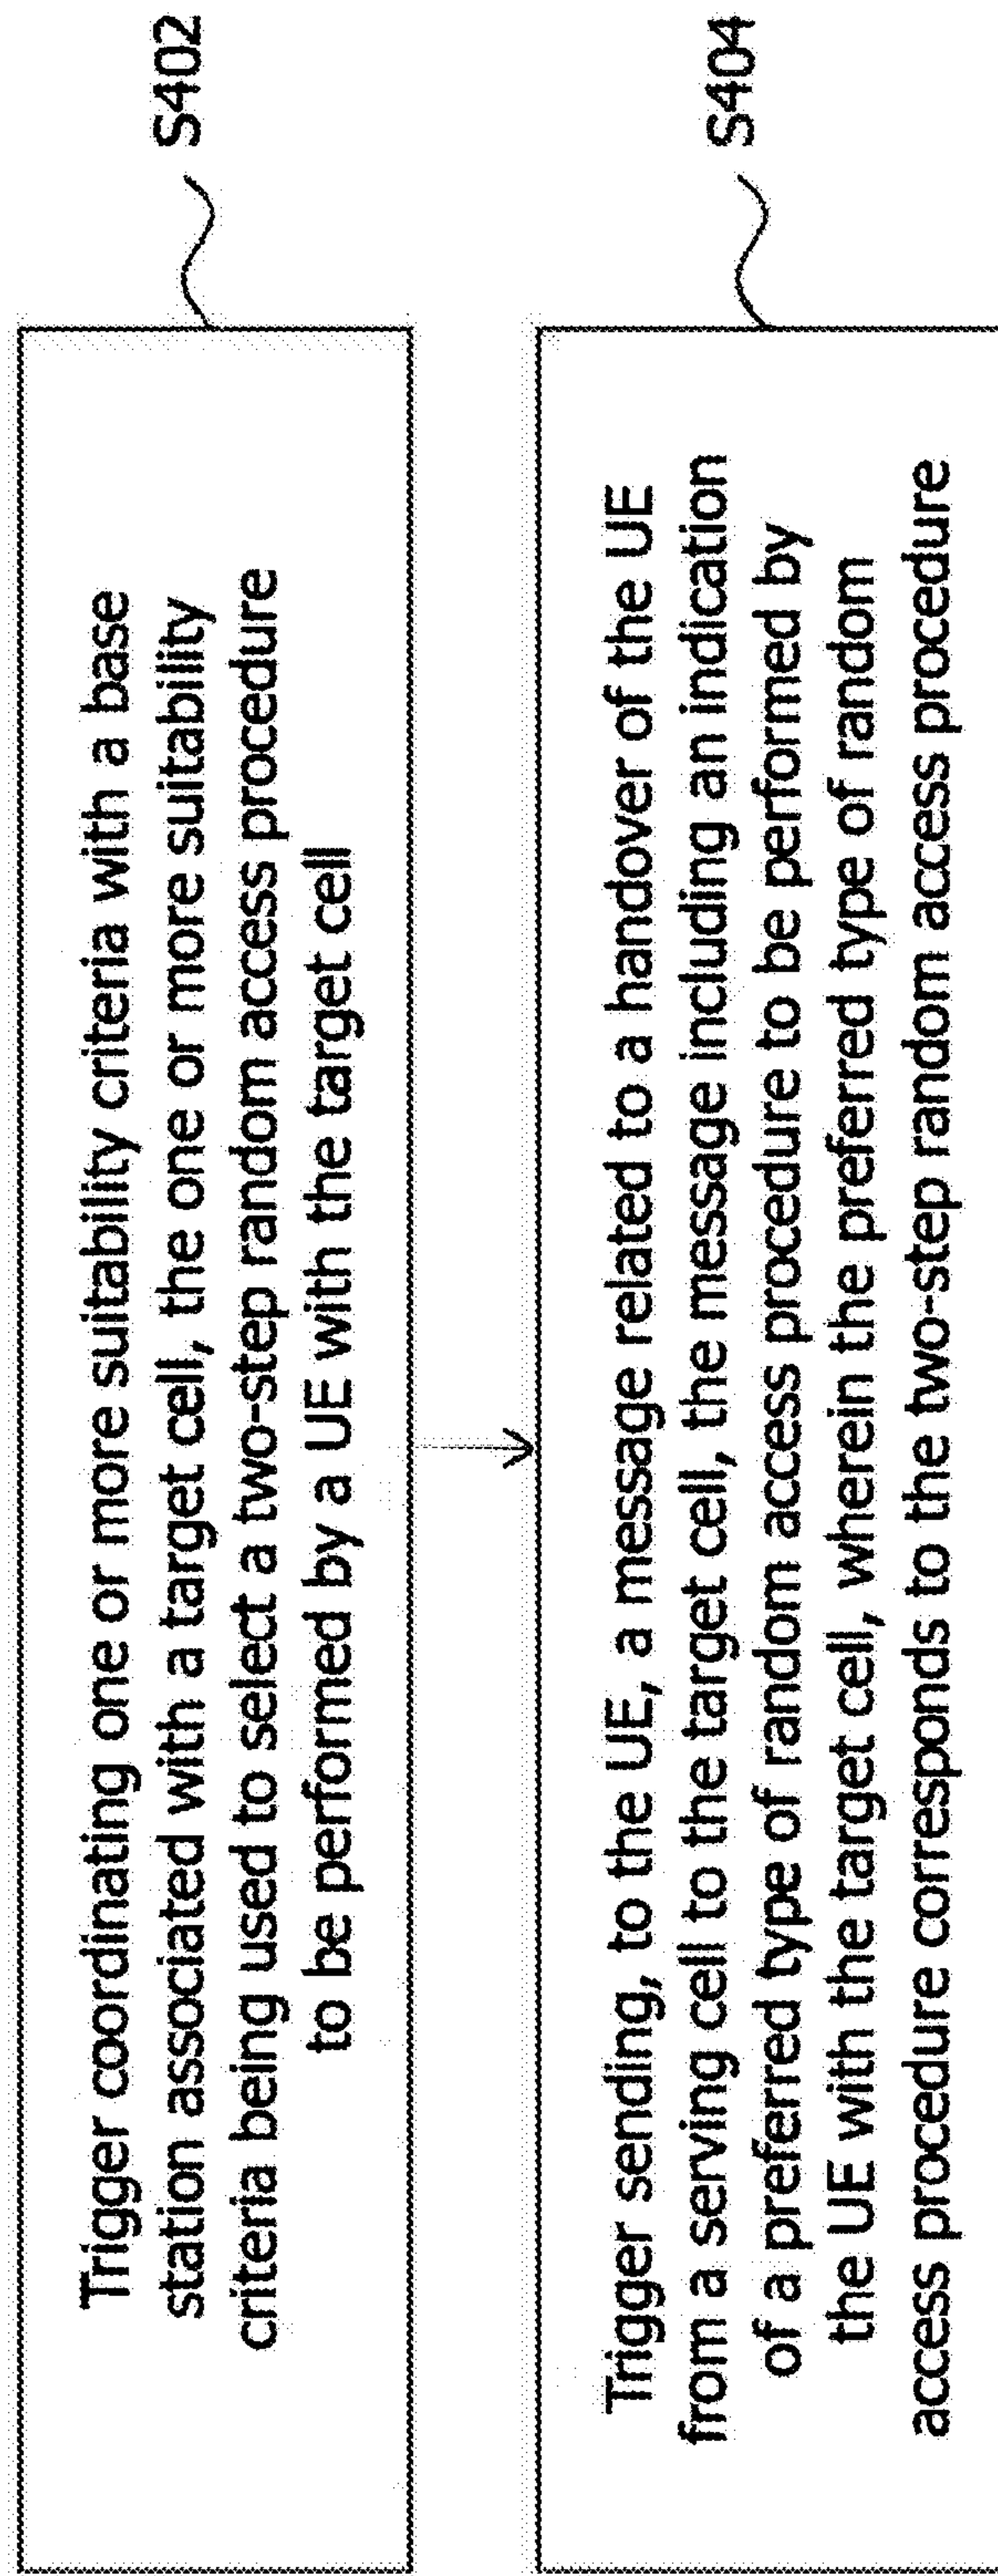 Trigger coordinating one or more suitability criteria with a base
station associated with a target cell, the one or more suitability
criteria being used to select a two-step random access procedure
to be performed by a UE with the target cell
S402
Trigger sending, to the UE, a message related to a handover of the UE
from a serving cell to the target cell, the message including an indication
of a preferred type of random access procedure to be performed by
the UE with the target cell, wherein the preferred type of random
access procedure corresponds to the two-step random access procedure
S404